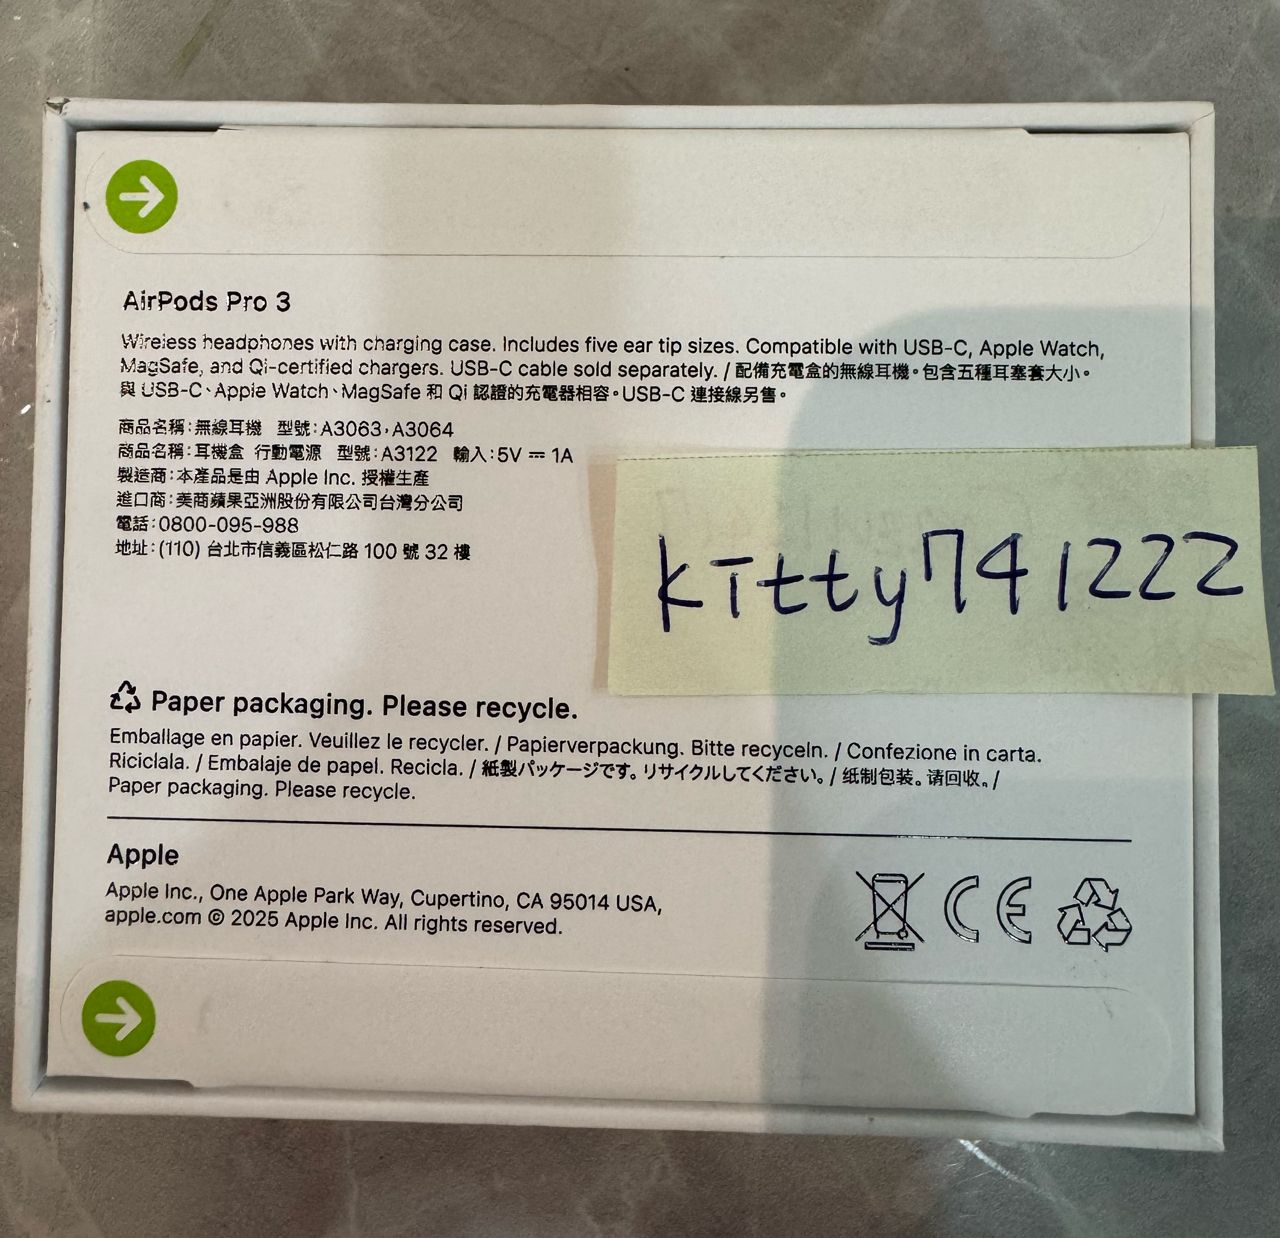 AirPods Pro 3
Wireless headphones with charging case. Includes five ear tip sizes. Compatible with USB-C, Apple Watch,
MagSafe, and Qi-certified chargers. USB-C cable sold separately. / 配備充電盒的無線耳機。包含五種耳塞套大小。
與 USB-C、Apple Watch、MagSafe 和 Qi 認證的充電器相容。USB-C 連接線另售。
商品名稱:無線耳機 型號:A3063,A3064
商品名稱:耳機盒 行動電源 型號:A3122 輸入:5V ⎓ 1A
製造商:本產品是由 Apple Inc. 授權生產
進口商:美商蘋果亞洲股份有限公司台灣分公司
電話:0800-095-988
地址:(110) 台北市信義區松仁路 100 號 32 樓
kitty741222
Paper packaging. Please recycle.
Emballage en papier. Veuillez le recycler. / Papierverpackung. Bitte recyceln. / Confezione in carta.
Riciclala. / Embalaje de papel. Recicla. / 紙製パッケージです。リサイクルしてください。/ 纸制包装。请回收。/
Paper packaging. Please recycle.
Apple
Apple Inc., One Apple Park Way, Cupertino, CA 95014 USA,
apple.com © 2025 Apple Inc. All rights reserved.
CE